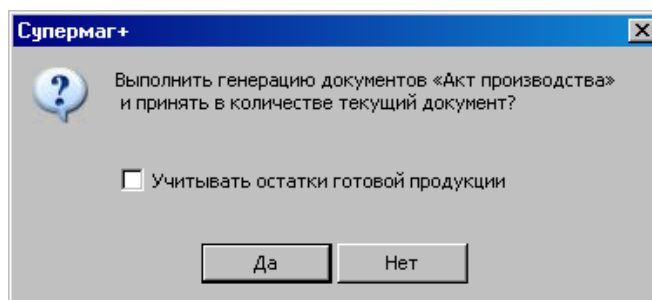 Супермаг+
Выполнить генерацию документов «Акт производства»
и принять в количестве текущий документ?
Учитывать остатки готовой продукции
Да
Нет